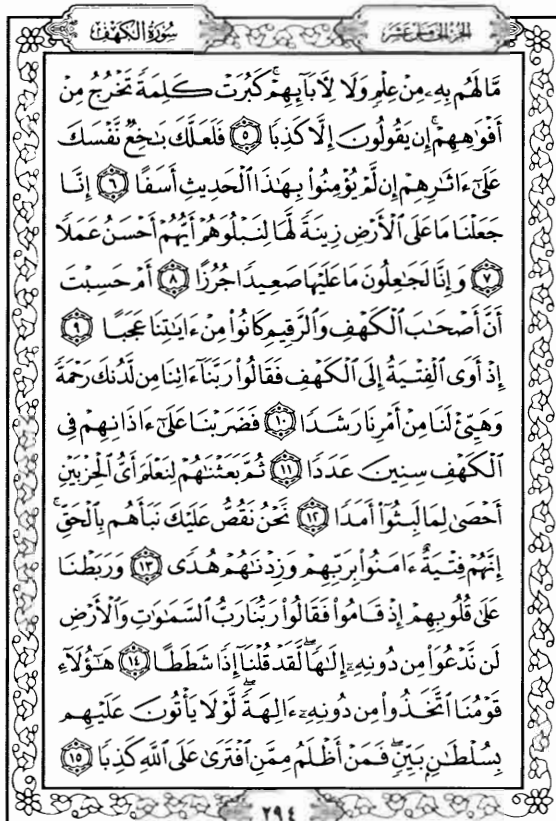 سُورَةُ الكَهْفِ
الجُزْءُ الخَامِسَ عَشَرَ
مَّا لَهُم بِهِۦ مِنْ عِلْمٍ وَلَا لِأٓبَآئِهِمْۚ كَبُرَتْ كَلِمَةً تَخْرُجُ مِنْ
أَفْوَٰهِهِمْۚ إِن يَقُولُونَ إِلَّا كَذِبًا ٥ فَلَعَلَّكَ بَٰخِعٌ نَّفْسَكَ
عَلَىٰٓ ءَاثَٰرِهِمْ إِن لَّمْ يُؤْمِنُوا۟ بِهَٰذَا ٱلْحَدِيثِ أَسَفًا ٦ إِنَّا
جَعَلْنَا مَا عَلَى ٱلْأَرْضِ زِينَةً لَّهَا لِنَبْلُوَهُمْ أَيُّهُمْ أَحْسَنُ عَمَلًا
٧ وَإِنَّا لَجَٰعِلُونَ مَا عَلَيْهَا صَعِيدًا جُرُزًا ٨ أَمْ حَسِبْتَ
أَنَّ أَصْحَٰبَ ٱلْكَهْفِ وَٱلرَّقِيمِ كَانُوا۟ مِنْ ءَايَٰتِنَا عَجَبًا ٩
إِذْ أَوَى ٱلْفِتْيَةُ إِلَى ٱلْكَهْفِ فَقَالُوا۟ رَبَّنَآ ءَاتِنَا مِن لَّدُنكَ رَحْمَةً
وَهَيِّئْ لَنَا مِنْ أَمْرِنَا رَشَدًا ١٠ فَضَرَبْنَا عَلَىٰٓ ءَاذَانِهِمْ فِى
ٱلْكَهْفِ سِنِينَ عَدَدًا ١١ ثُمَّ بَعَثْنَٰهُمْ لِنَعْلَمَ أَىُّ ٱلْحِزْبَيْنِ
أَحْصَىٰ لِمَا لَبِثُوٓا۟ أَمَدًا ١٢ نَّحْنُ نَقُصُّ عَلَيْكَ نَبَأَهُم بِٱلْحَقِّۚ
إِنَّهُمْ فِتْيَةٌ ءَامَنُوا۟ بِرَبِّهِمْ وَزِدْنَٰهُمْ هُدًى ١٣ وَرَبَطْنَا
عَلَىٰ قُلُوبِهِمْ إِذْ قَامُوا۟ فَقَالُوا۟ رَبُّنَا رَبُّ ٱلسَّمَٰوَٰتِ وَٱلْأَرْضِ
لَن نَّدْعُوَا۟ مِن دُونِهِۦٓ إِلَٰهًاۖ لَّقَدْ قُلْنَآ إِذًا شَطَطًا ١٤ هَٰٓؤُلَآءِ
قَوْمُنَا ٱتَّخَذُوا۟ مِن دُونِهِۦٓ ءَالِهَةًۖ لَّوْلَا يَأْتُونَ عَلَيْهِم
بِسُلْطَٰنٍۭ بَيِّنٍۖ فَمَنْ أَظْلَمُ مِمَّنِ ٱفْتَرَىٰ عَلَى ٱللَّهِ كَذِبًا ١٥
٢٩٤